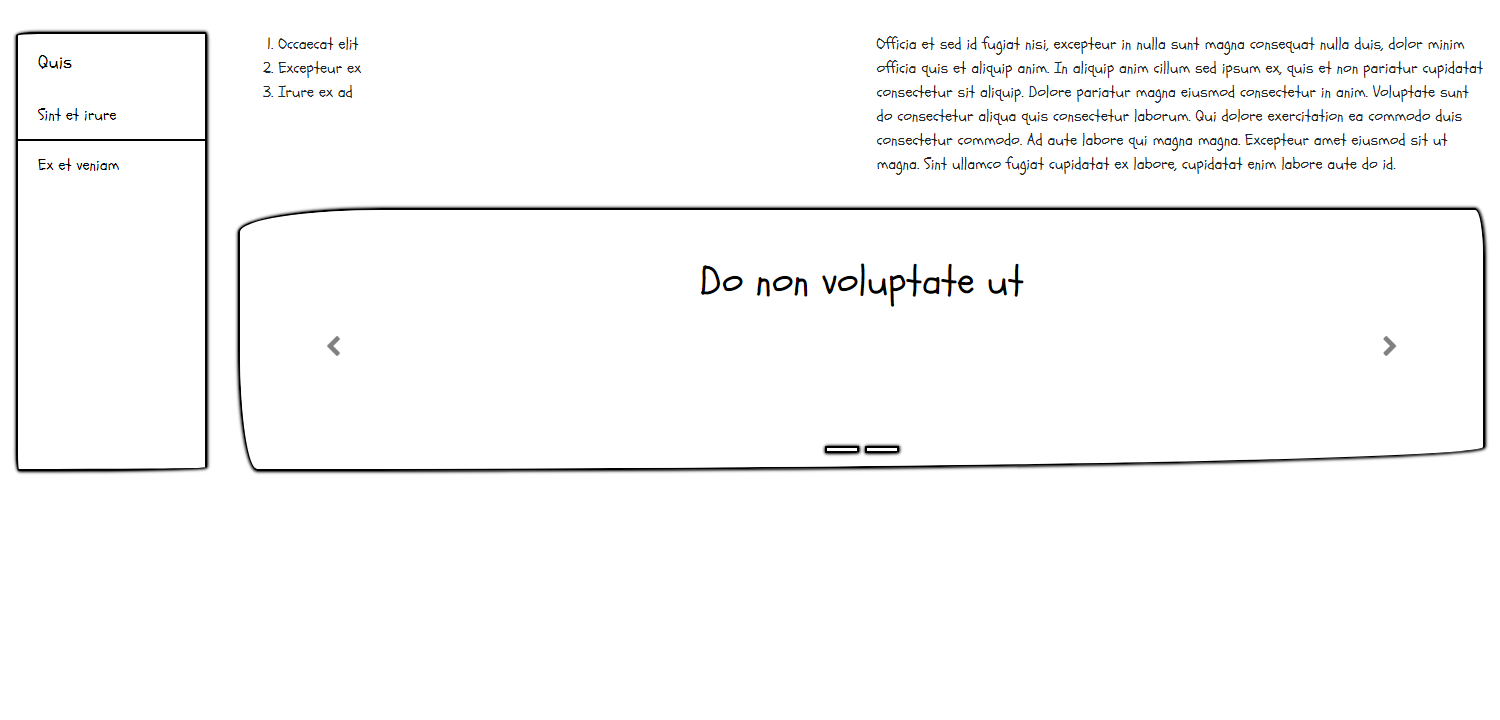 Quis
Sint et irure
Ex et veniam
1. Occaecat elit
2. Excepteur ex
3. Irure ex ad
Officia et sed id fugiat nisi, excepteur in nulla sunt magna consequat nulla duis, dolor minim
officia quis et aliquip anim. In aliquip anim cillum sed ipsum ex, quis et non pariatur cupidatat
consectetur sit aliquip. Dolore pariatur magna eiusmod consectetur in anim. Voluptate sunt
do consectetur aliqua quis consectetur laborum. Qui dolore exercitation ea commodo duis
consectetur commodo. Ad aute labore qui magna magna. Excepteur amet eiusmod sit ut
magna. Sint ullamco fugiat cupidatat ex labore, cupidatat enim labore aute do id.
Do non voluptate ut